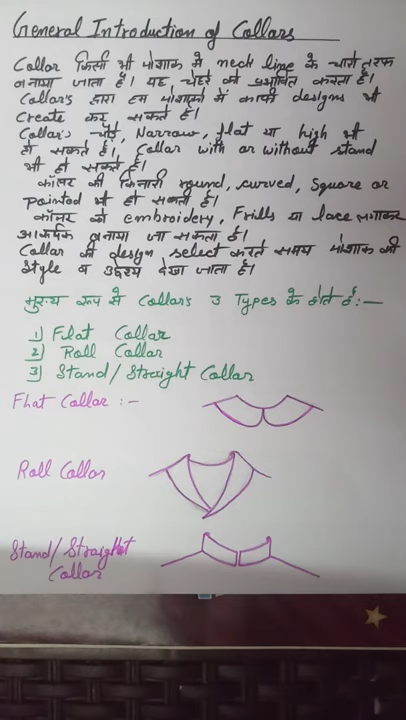 General Introduction of Collars
Collar किसी भी पोशाक में neck line के चारो तरफ
बनाया जाता है। यह चेहरे को प्रभावित करता है।
Collar's द्वारा हम पोशाको में काफी designs भी
Create कर सकते है।
Collar's चौड़े, Narrow, flat या high भी
हो सकते है। Collar with or without stand
भी हो सकते है।
कॉलर की किनारी round, curved, Square or
pointed भी हो सकती है।
कॉलर को embroidery, Frills या lace लगाकर
आकर्षक बनाया जा सकता है।
Collar की design select करते समय पोशाक की
Style व उद्देश्य देखा जाता है।
मुख्य रूप से Collars 3 Types के होते है:—
1) Flat Collar
2) Roll Collar
3) Stand/Straight Collar
Flat Collar :-
Roll Collar
Stand/Straight
Collar